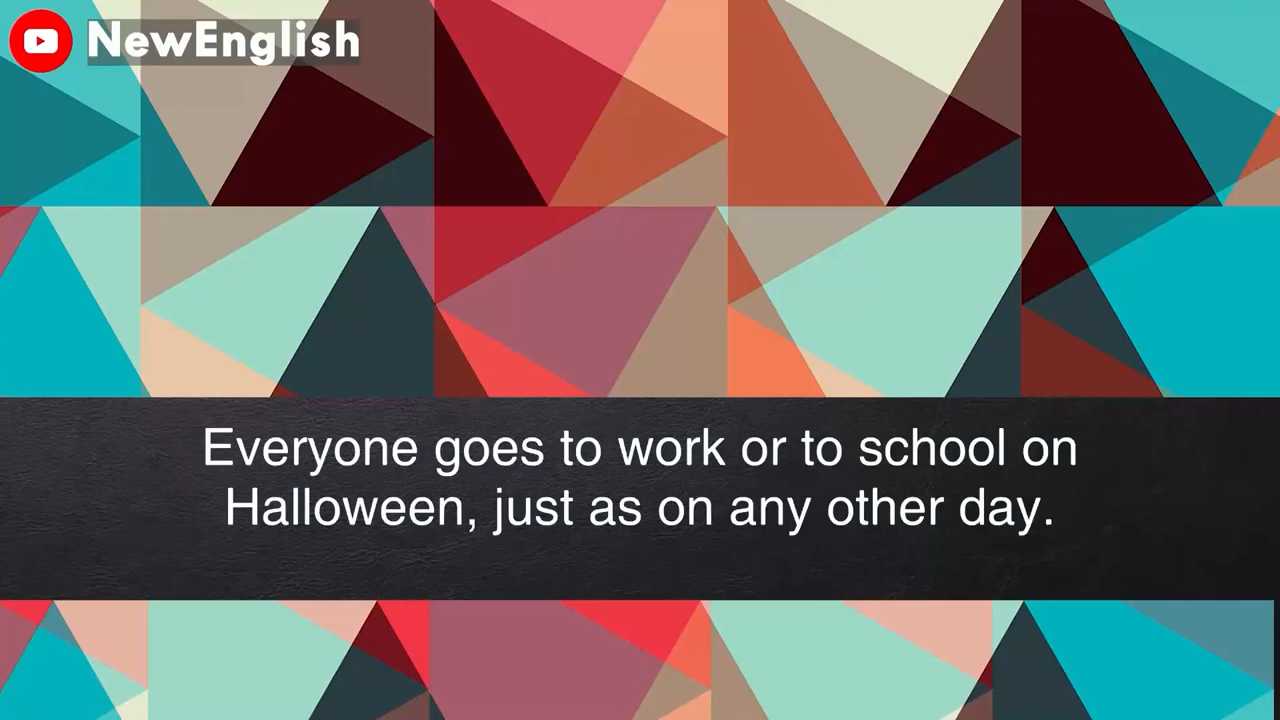 NewEnglish
Everyone goes to work or to school on
Halloween, just as on any other day.